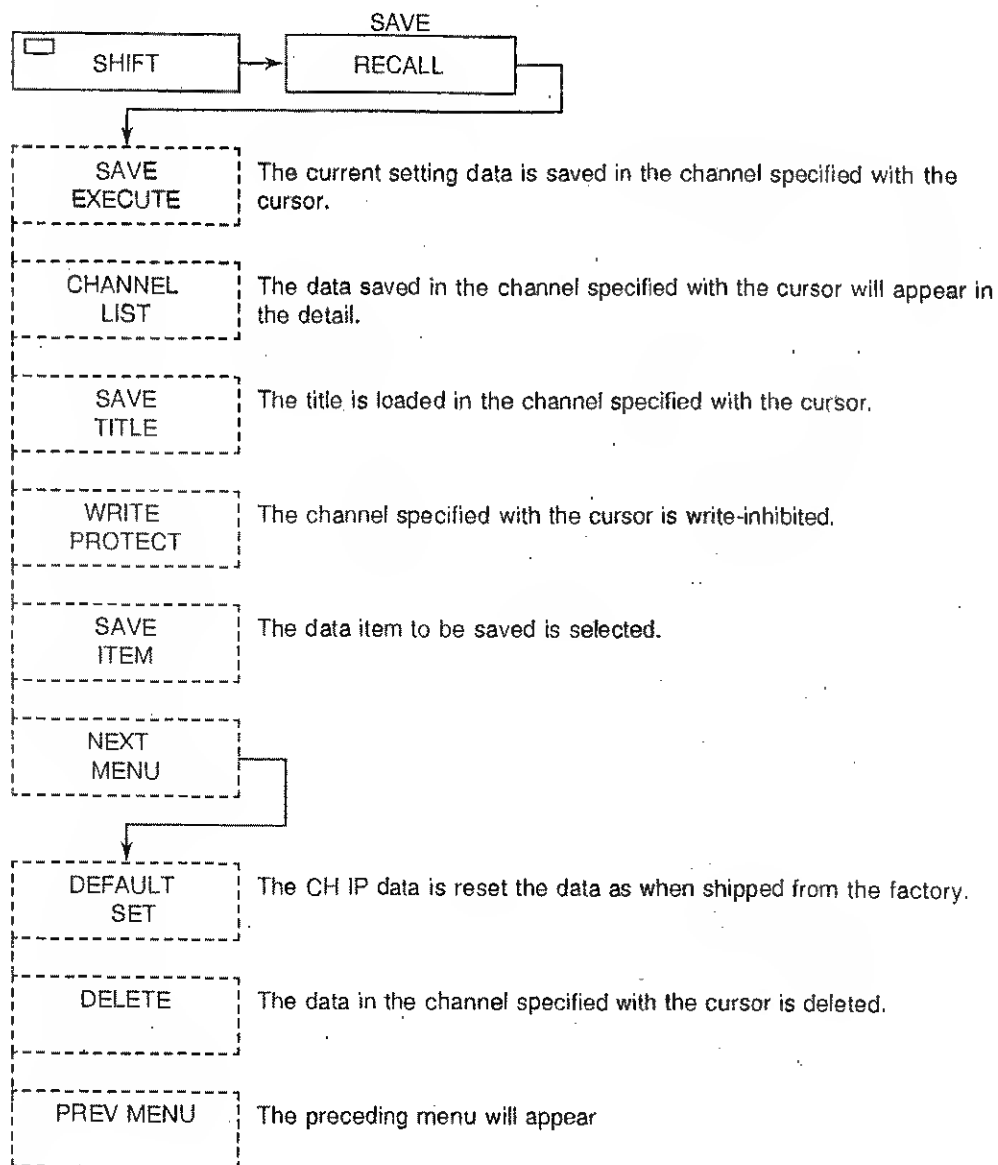 SAVE
SHIFT
RECALL
SAVE
EXECUTE
The current setting data is saved in the channel specified with the
cursor.
CHANNEL
LIST
The data saved in the channel specified with the cursor will appear in
the detail.
SAVE
TITLE
The title is loaded in the channel specified with the cursor.
WRITE
PROTECT
The channel specified with the cursor is write-inhibited.
SAVE
ITEM
The data item to be saved is selected.
NEXT
MENU
DEFAULT
SET
The CH IP data is reset the data as when shipped from the factory.
DELETE
The data in the channel specified with the cursor is deleted.
PREV MENU
The preceding menu will appear